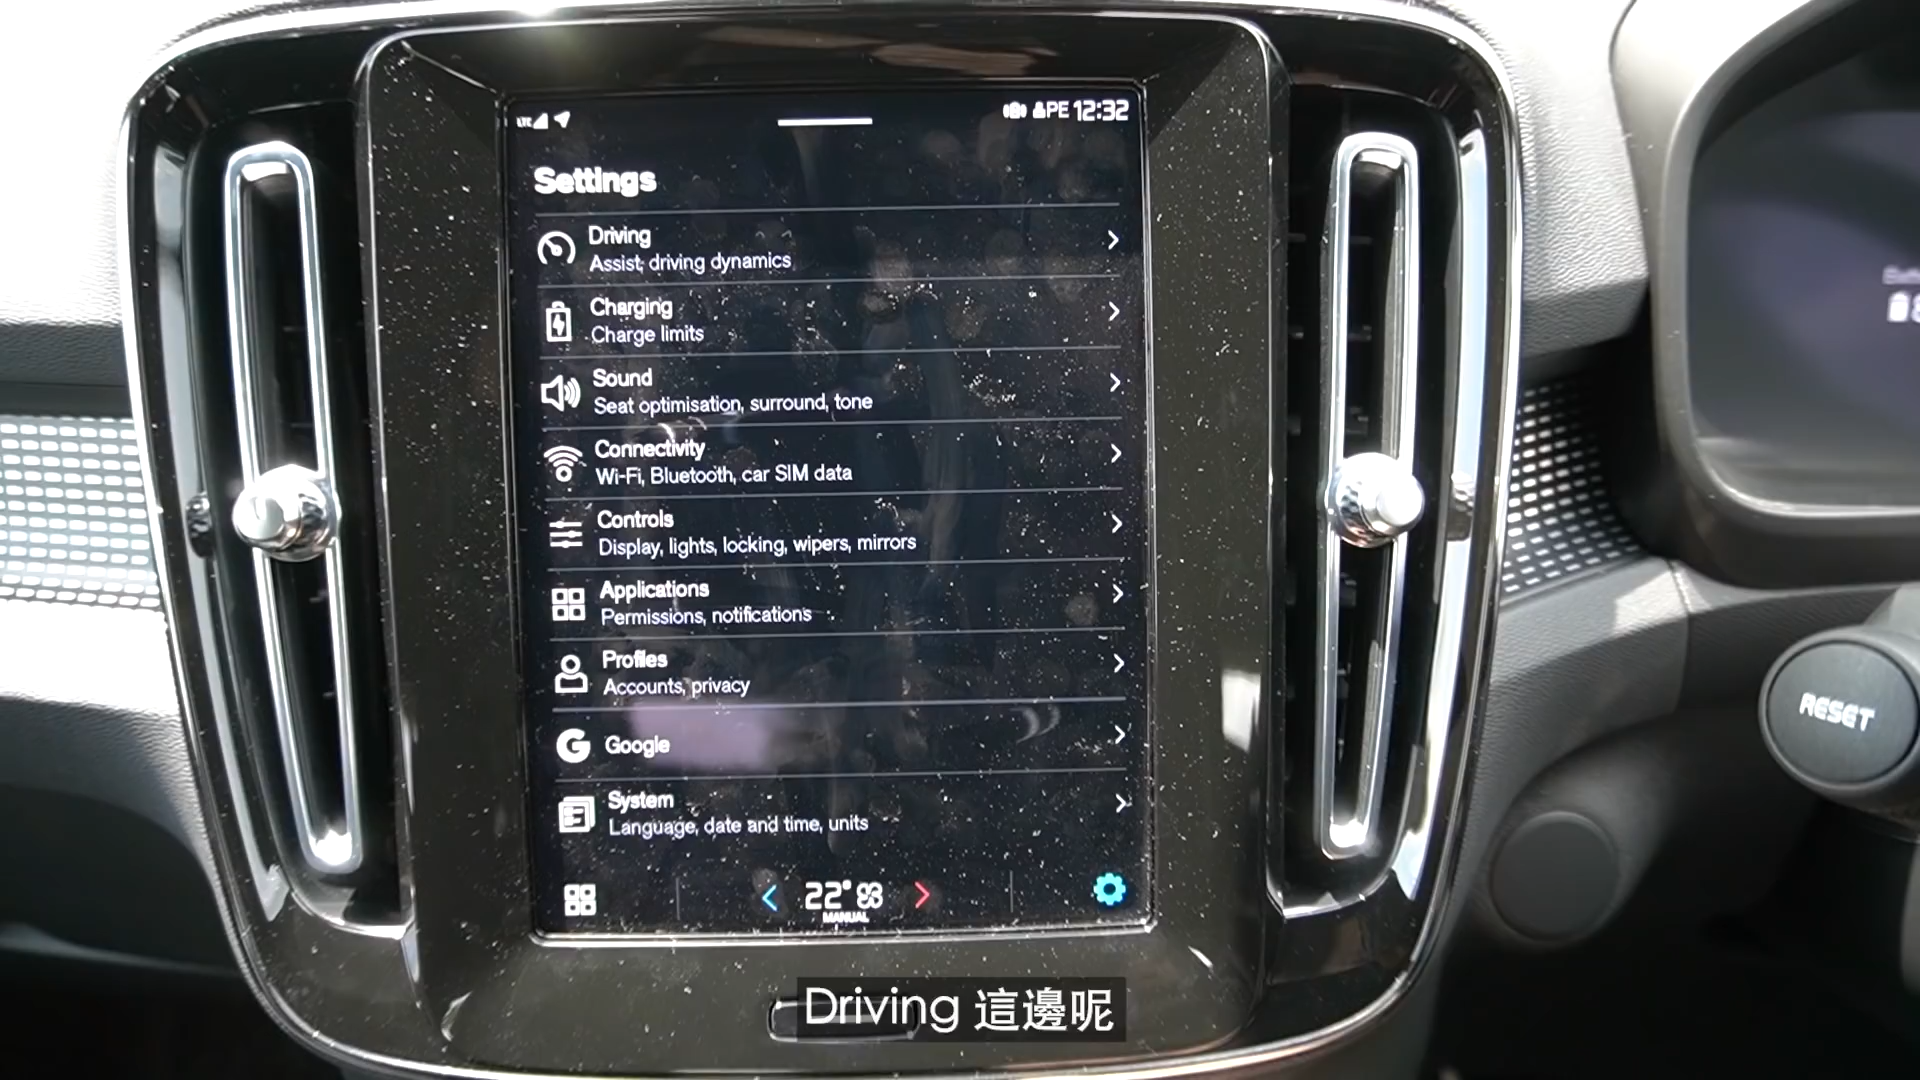 LTE
PE 12:32
Settings
Driving
Assist, driving dynamics
Charging
Charge limits
Sound
Seat optimisation, surround, tone
Connectivity
Wi-Fi, Bluetooth, car SIM data
Controls
Display, lights, locking, wipers, mirrors
Applications
Permissions, notifications
Profiles
Accounts, privacy
Google
System
Language, date and time, units
22°
MANUAL
RESET
Driving 這邊呢